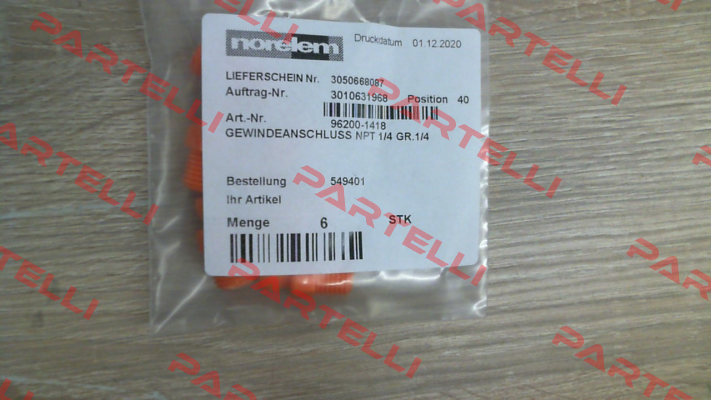 norelem Druckdatum 01.12.2020
LIEFERSCHEIN Nr. 3050668087
Auftrag-Nr. 3010631968 Position 40
Art.-Nr. 96200-1418
GEWINDEANSCHLUSS NPT 1/4 GR.1/4
Bestellung 549401
Ihr Artikel
Menge 6 STK
PARTELLI
PARTELLI
PARTELLI
PARTELLI
PARTELLI
PARTELLI
PARTELLI
PARTELLI